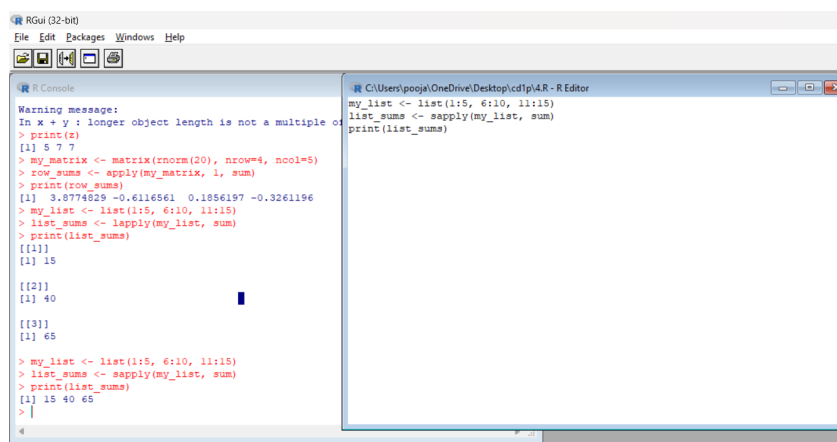 RGui (32-bit)
File Edit Packages Windows Help
R Console
Warning message:
In x + y : longer object length is not a multiple of
> print(z)
[1] 5 7 7
> my_matrix <- matrix(rnorm(20), nrow=4, ncol=5)
> row_sums <- apply(my_matrix, 1, sum)
> print(row_sums)
[1]  3.8774829 -0.6116561  0.1856197 -0.3261196
> my_list <- list(1:5, 6:10, 11:15)
> list_sums <- lapply(my_list, sum)
> print(list_sums)
[[1]]
[1] 15
[[2]]
[1] 40
[[3]]
[1] 65
> my_list <- list(1:5, 6:10, 11:15)
> list_sums <- sapply(my_list, sum)
> print(list_sums)
[1] 15 40 65
>
C:\Users\pooja\OneDrive\Desktop\cd1p\4.R - R Editor
my_list <- list(1:5, 6:10, 11:15)
list_sums <- sapply(my_list, sum)
print(list_sums)